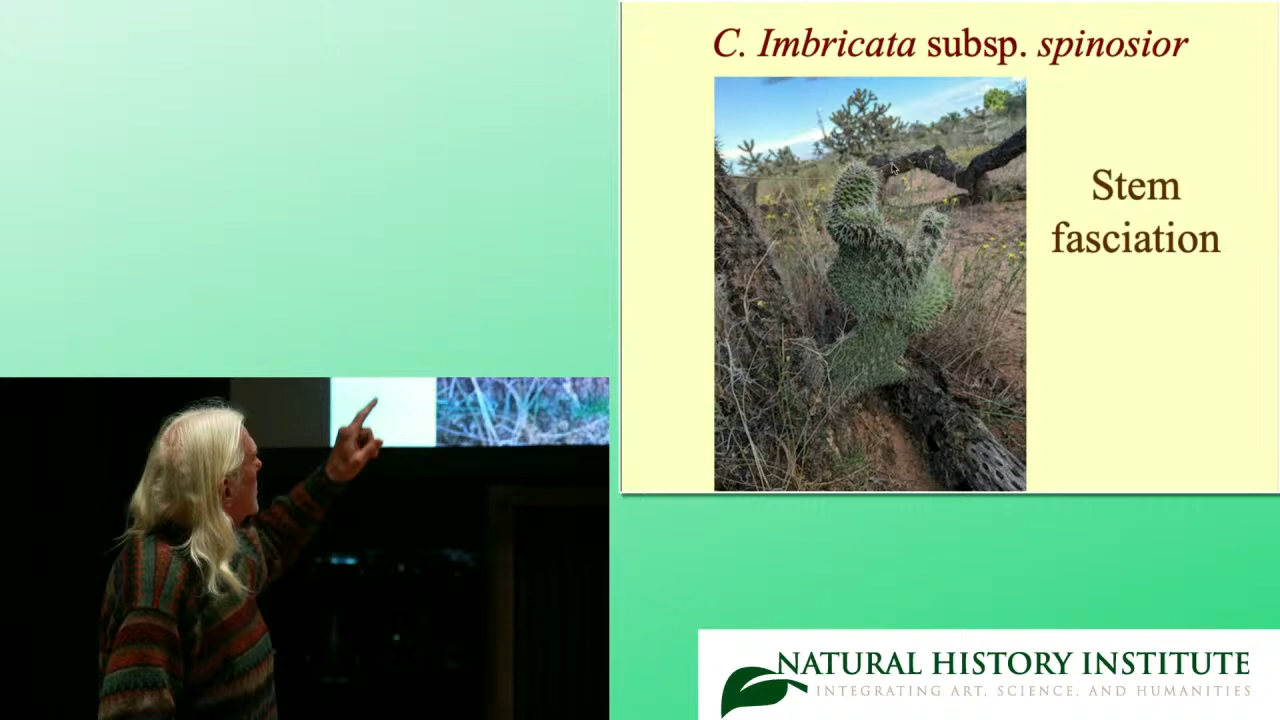 C. Imbricata subsp. spinosior
Stem
fasciation
NATURAL HISTORY INSTITUTE
INTEGRATING ART, SCIENCE, AND HUMANITIES